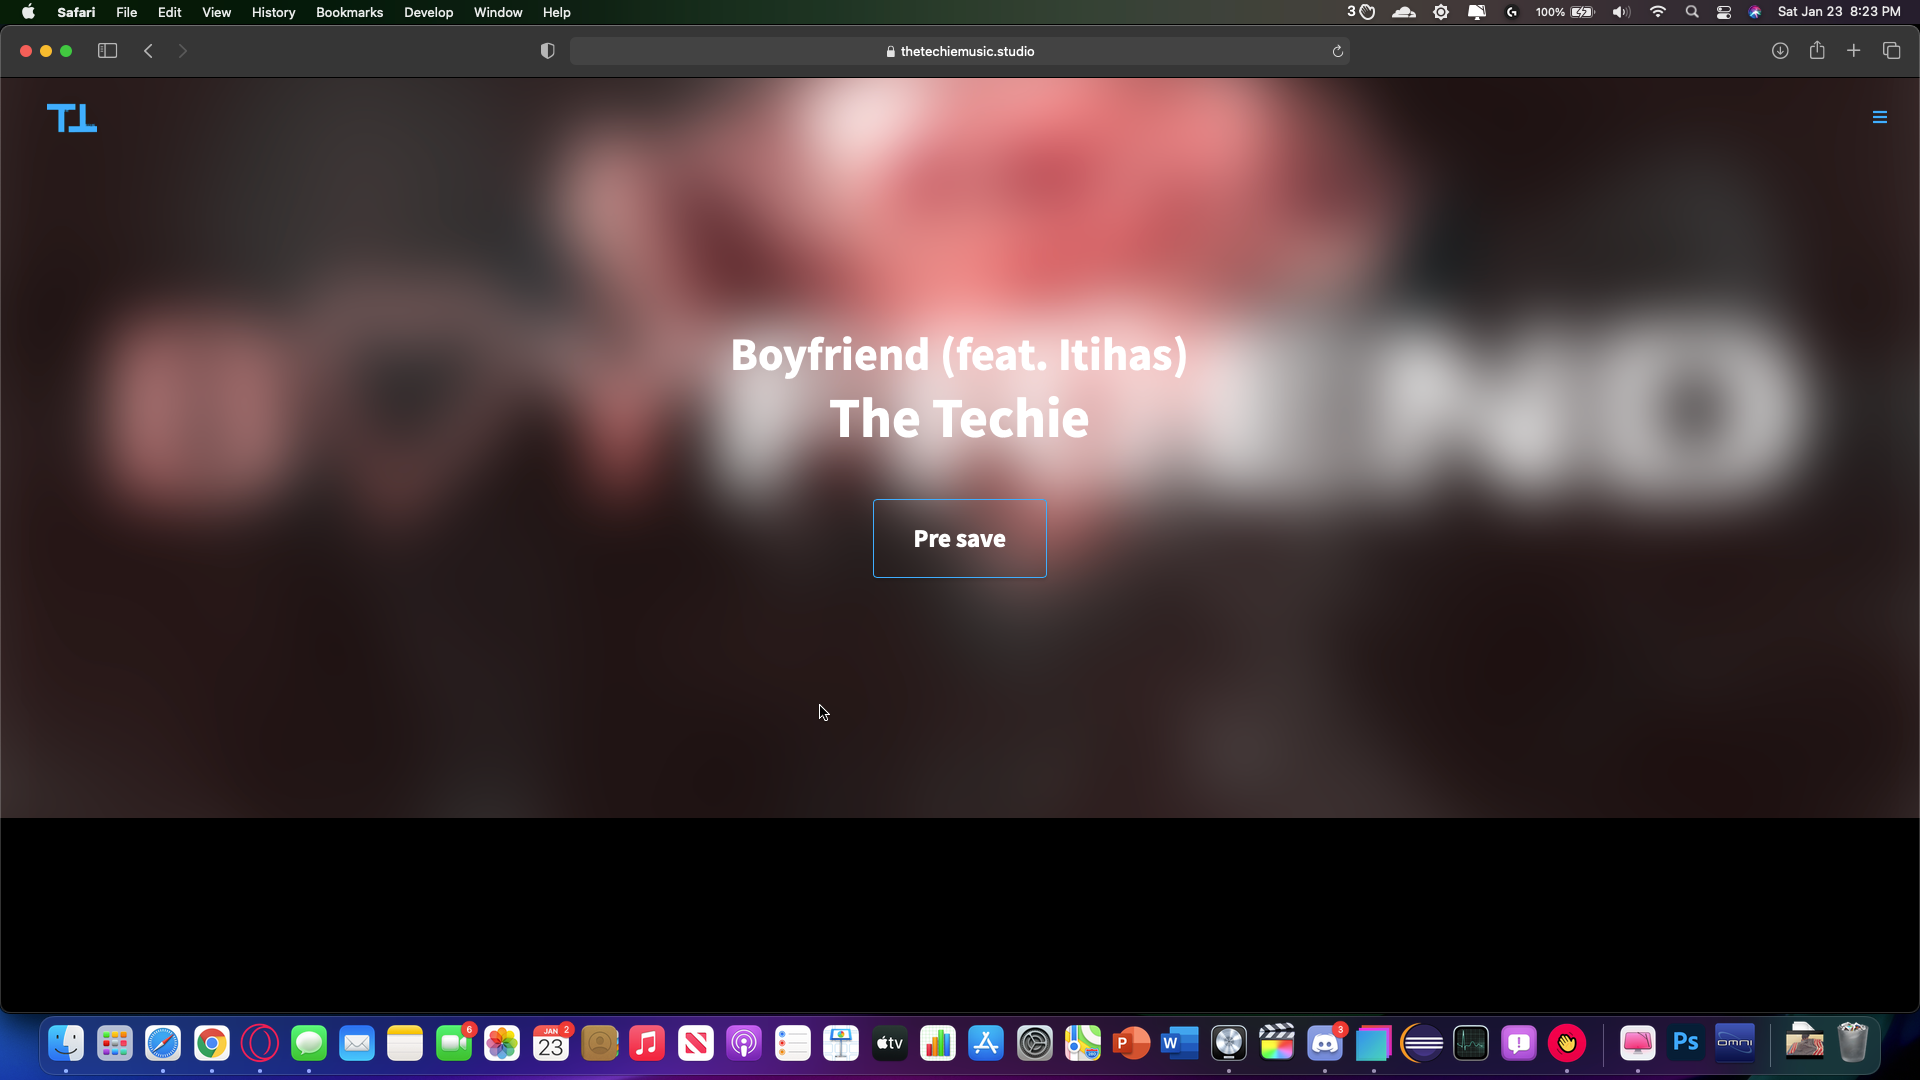 Safari File Edit View History Bookmarks Develop Window Help
3 100% Sat Jan 23 8:23 PM
thetechiemusic.studio
Boyfriend (feat. Itihas)
The Techie
Pre save
6
JAN 2
23
tv
P
W
3
Ps
OMNI